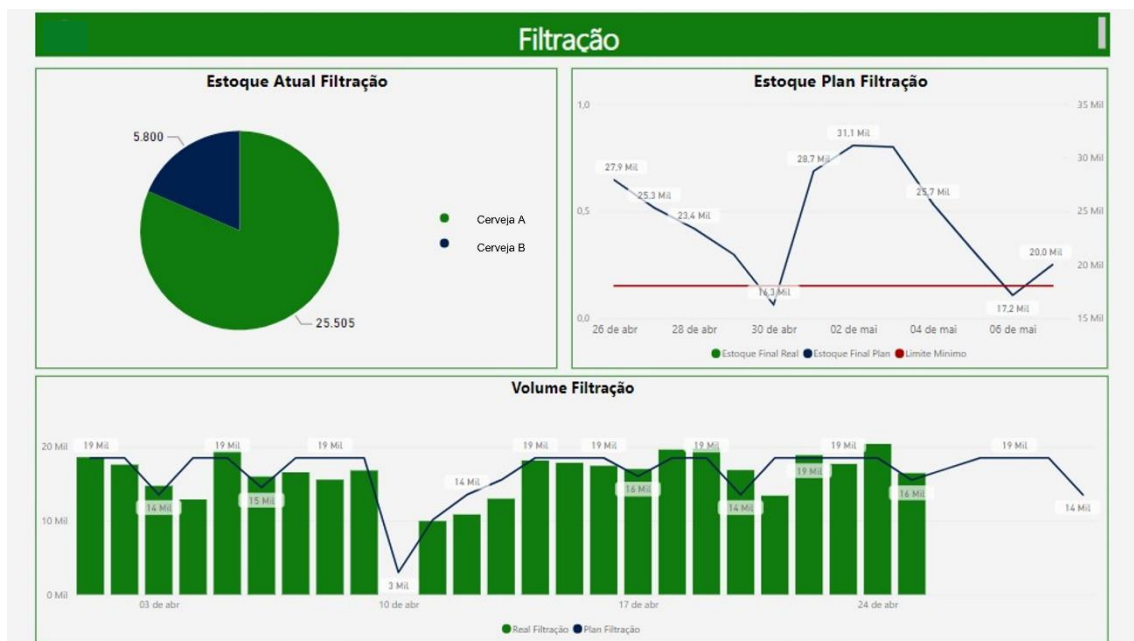 Filtração
Estoque Atual Filtração
5.800
25.505
Cerveja A
Cerveja B
Estoque Plan Filtração
1,0
0,5
0,0
35 Mil
30 Mil
25 Mil
20 Mil
15 Mil
27,9 Mil
25,3 Mil
23,4 Mil
16,3 Mil
28,7 Mil
31,1 Mil
25,7 Mil
17,2 Mil
20,0 Mil
26 de abr
28 de abr
30 de abr
02 de mai
04 de mai
06 de mai
Estoque Final Real
Estoque Final Plan
Limite Minimo
Volume Filtração
20 Mil
10 Mil
0 Mil
19 Mil
14 Mil
19 Mil
15 Mil
19 Mil
3 Mil
14 Mil
19 Mil
19 Mil
16 Mil
19 Mil
14 Mil
19 Mil
19 Mil
16 Mil
19 Mil
14 Mil
03 de abr
10 de abr
17 de abr
24 de abr
Real Filtração
Plan Filtração